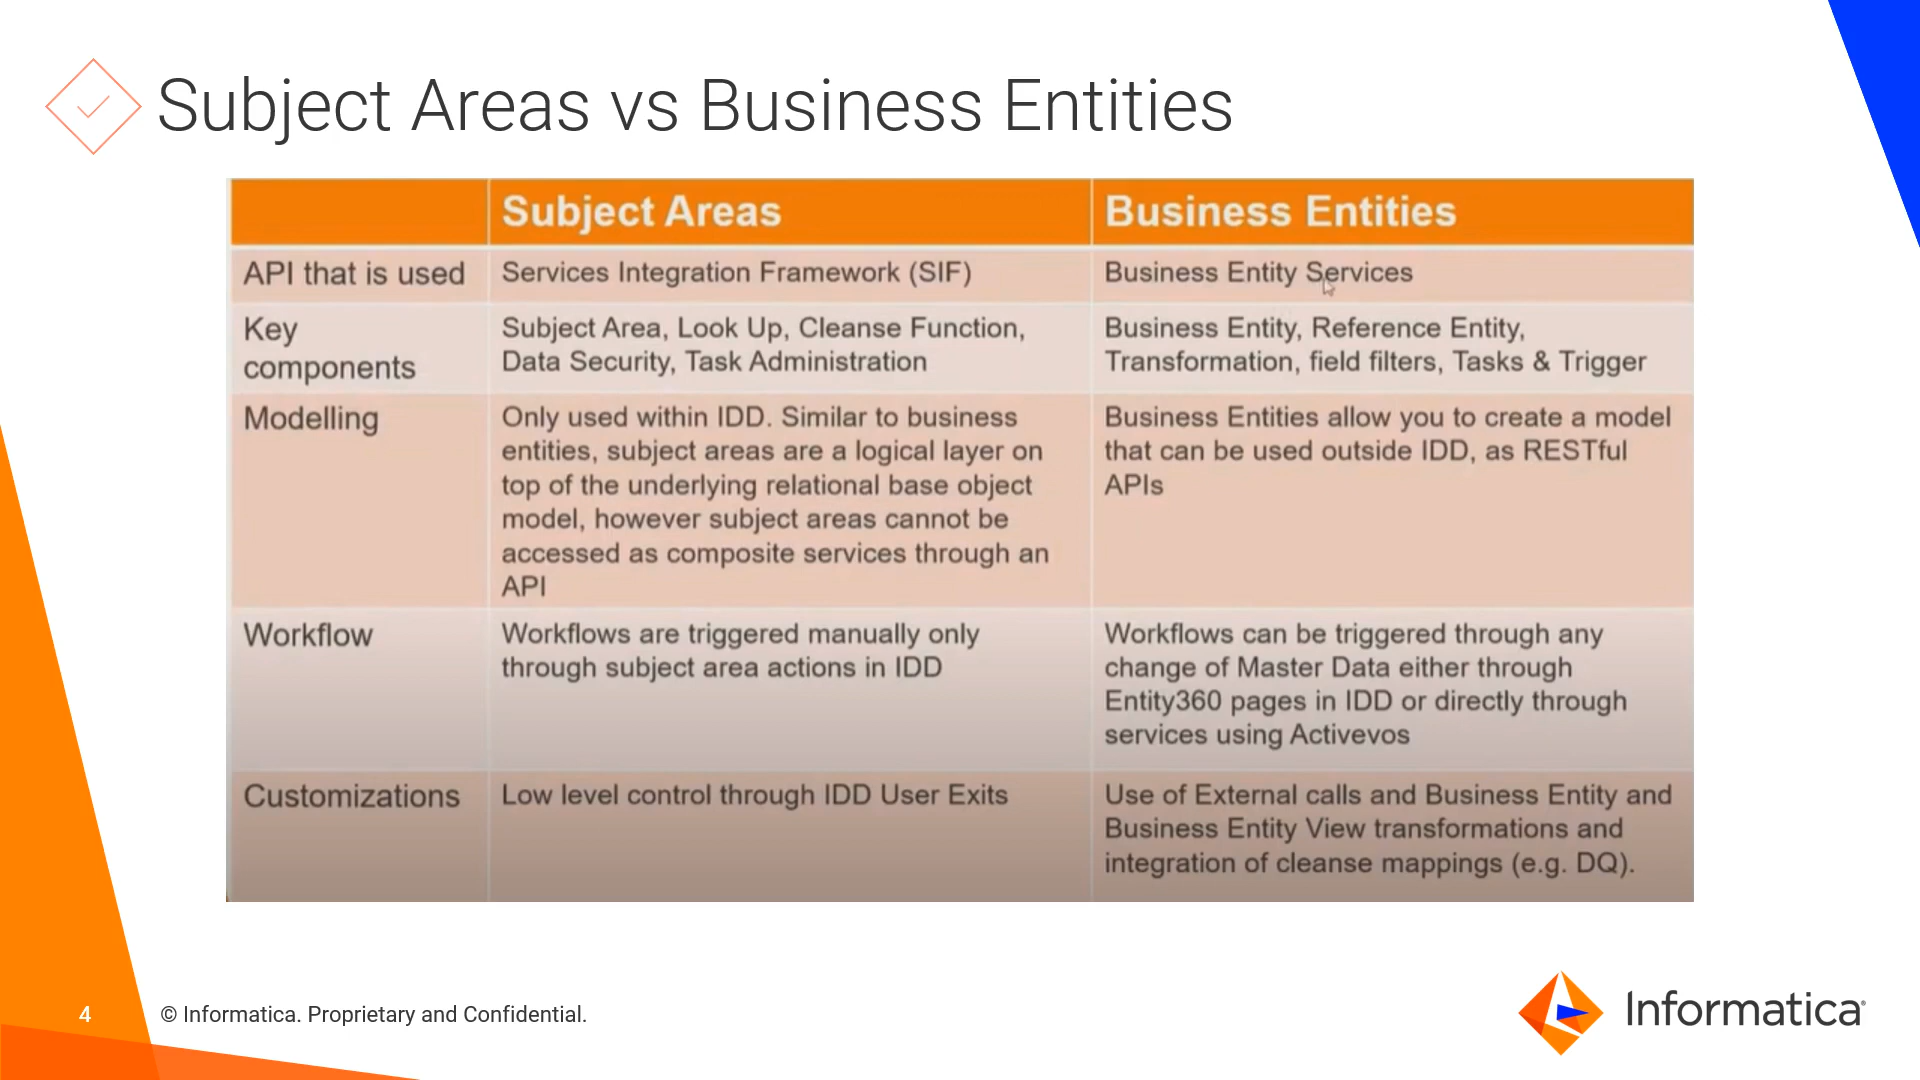 Subject Areas vs Business Entities
Subject Areas
Business Entities
API that is used
Services Integration Framework (SIF)
Business Entity Services
Key
components
Subject Area, Look Up, Cleanse Function,
Data Security, Task Administration
Business Entity, Reference Entity,
Transformation, field filters, Tasks & Trigger
Modelling
Only used within IDD. Similar to business
entities, subject areas are a logical layer on
top of the underlying relational base object
model, however subject areas cannot be
accessed as composite services through an
API
Business Entities allow you to create a model
that can be used outside IDD, as RESTful
APIs
Workflow
Workflows are triggered manually only
through subject area actions in IDD
Workflows can be triggered through any
change of Master Data either through
Entity360 pages in IDD or directly through
services using Activevos
Customizations
Low level control through IDD User Exits
Use of External calls and Business Entity and
Business Entity View transformations and
integration of cleanse mappings (e.g. DQ).
4
© Informatica. Proprietary and Confidential.
Informatica